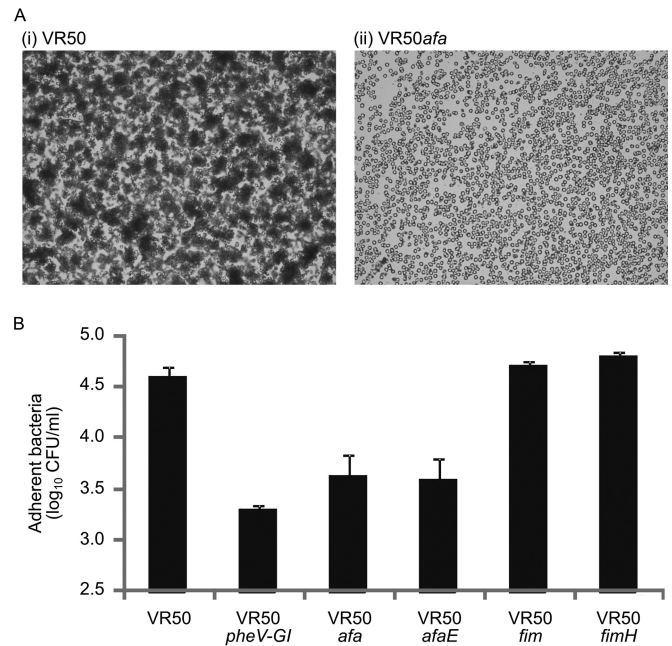 A
(i) VR50
(ii) VR50afa
B
Adherent bacteria
(log₁₀ CFU/ml)
5.0
4.5
4.0
3.5
3.0
2.5
VR50
VR50
pheV-GI
VR50
afa
VR50
afaE
VR50
fim
VR50
fimH